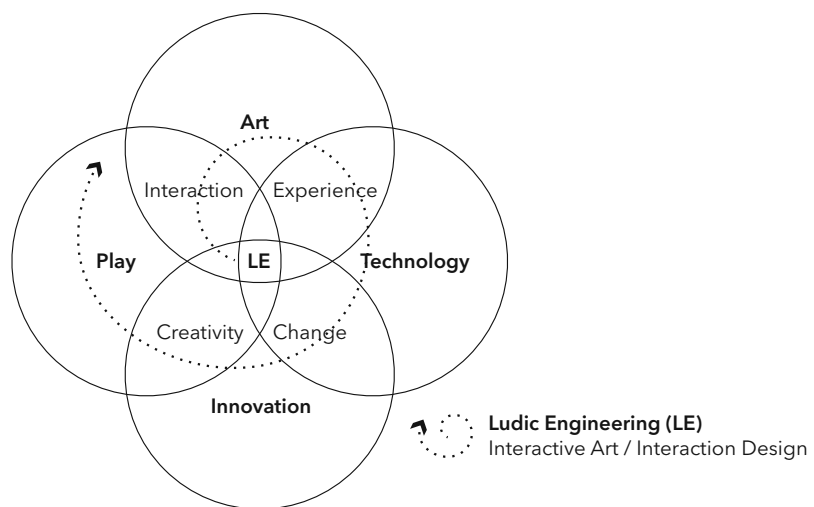 Art
Interaction
Experience
Play
LE
Technology
Creativity
Change
Innovation
Ludic Engineering (LE)
Interactive Art / Interaction Design